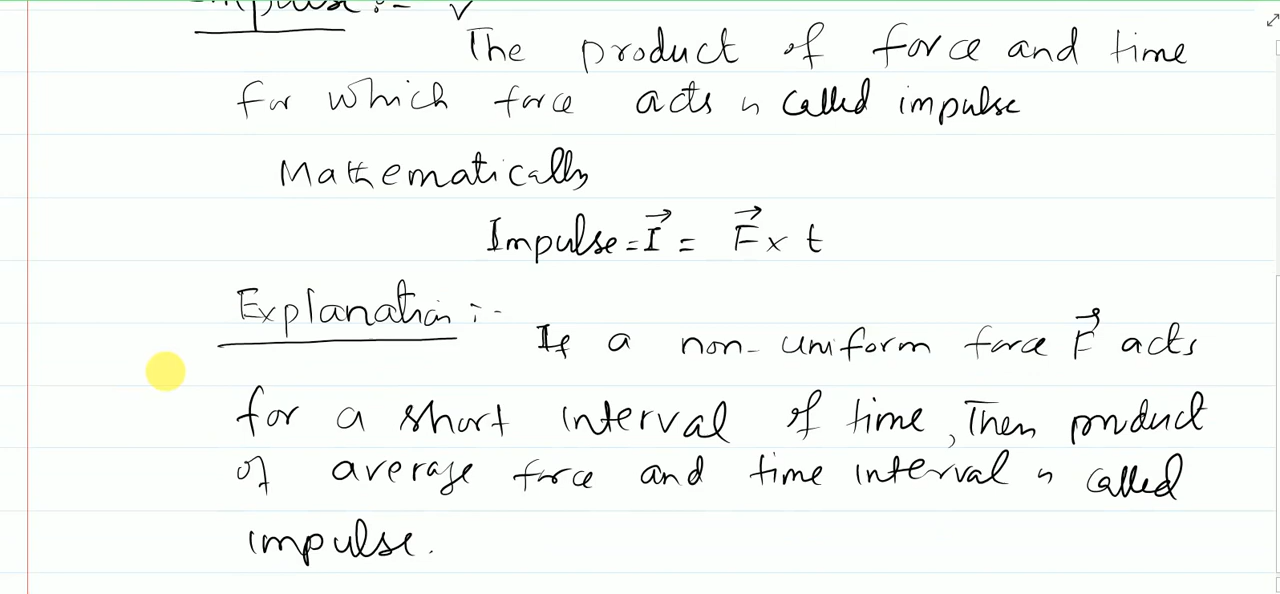 Impulse :-
The product of force and time
for which force acts is called impulse
Mathematically
Impulse = I⃗ = F⃗ × t
Explanation :-
If a non-uniform force F⃗ acts
for a short interval of time, Then product
of average force and time interval is called
impulse.